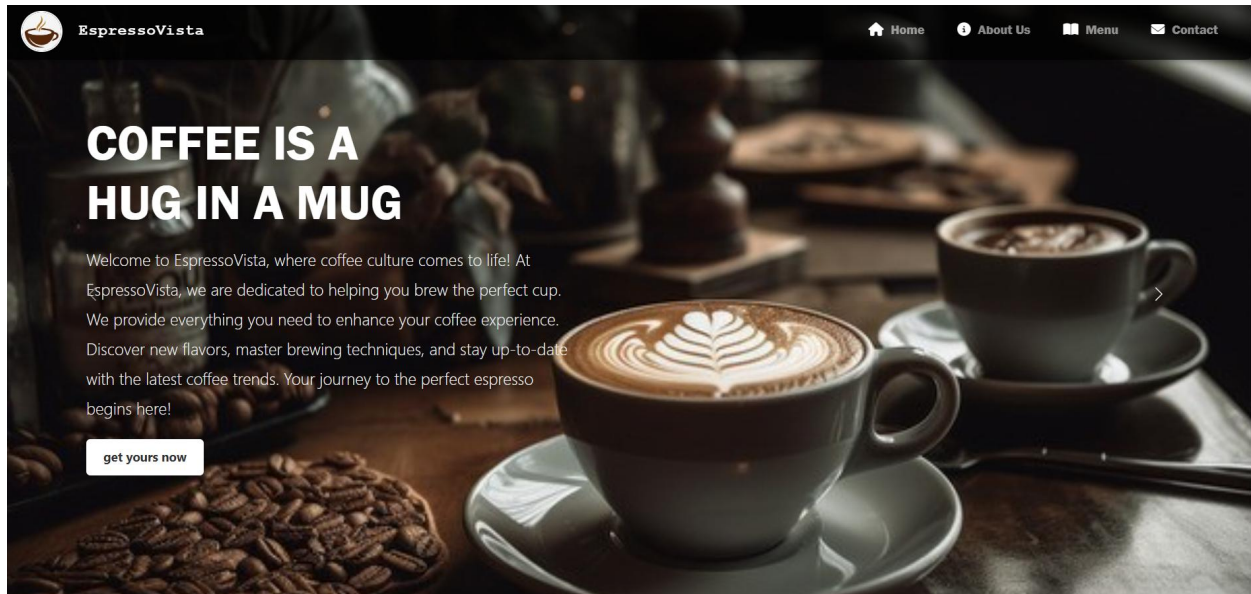 EspressoVista
Home
About Us
Menu
Contact
COFFEE IS A
HUG IN A MUG
Welcome to EspressoVista, where coffee culture comes to life! At
EspressoVista, we are dedicated to helping you brew the perfect cup.
We provide everything you need to enhance your coffee experience.
Discover new flavors, master brewing techniques, and stay up-to-date
with the latest coffee trends. Your journey to the perfect espresso
begins here!
get yours now